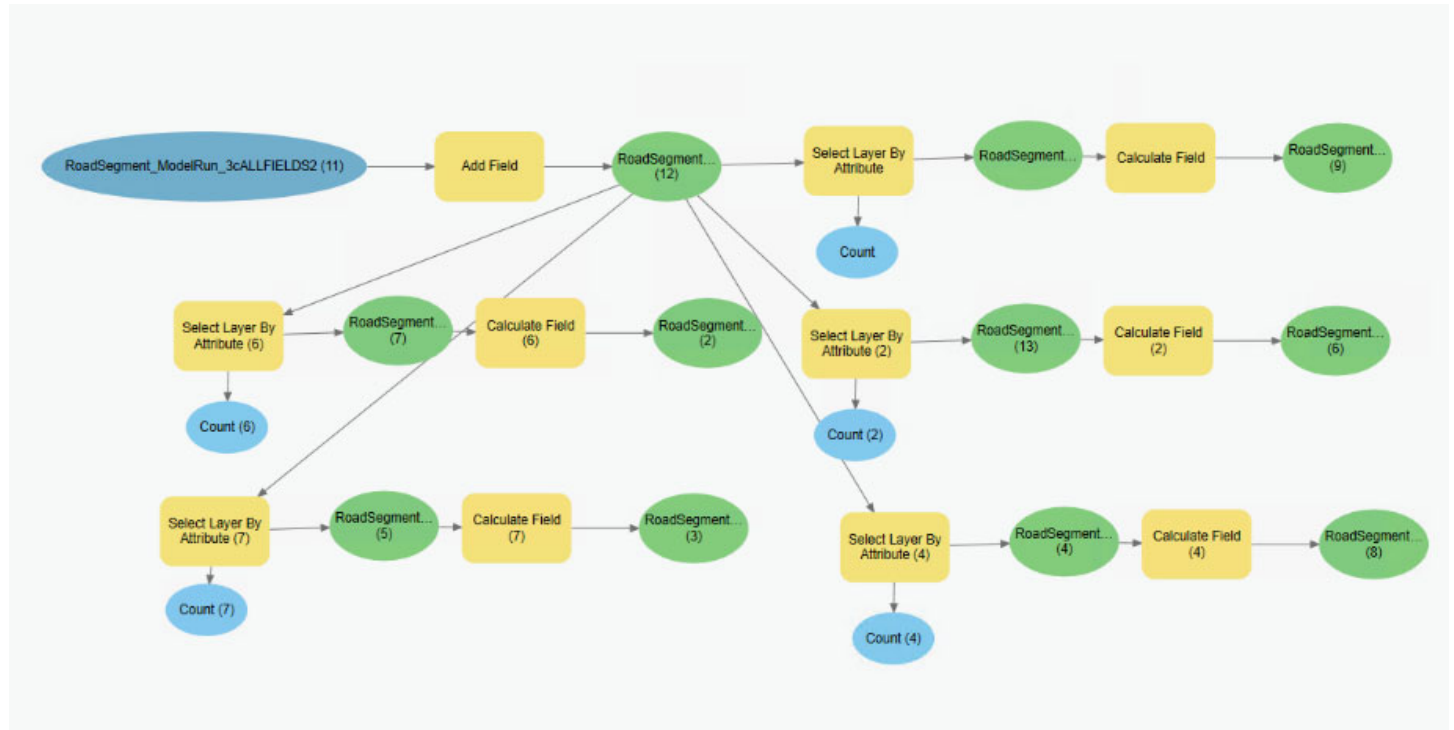 RoadSegment_ModelRun_3cALLFIELDS2 (11)
Add Field
RoadSegment...
(12)
Select Layer By
Attribute
RoadSegment...
Calculate Field
RoadSegment...
(9)
Count
Select Layer By
Attribute (6)
RoadSegment...
(7)
Calculate Field
(6)
RoadSegment...
(2)
Select Layer By
Attribute (2)
RoadSegment...
(13)
Calculate Field
(2)
RoadSegment...
(6)
Count (6)
Count (2)
Select Layer By
Attribute (7)
RoadSegment...
(5)
Calculate Field
(7)
RoadSegment...
(3)
Select Layer By
Attribute (4)
RoadSegment...
(4)
Calculate Field
(4)
RoadSegment...
(8)
Count (7)
Count (4)